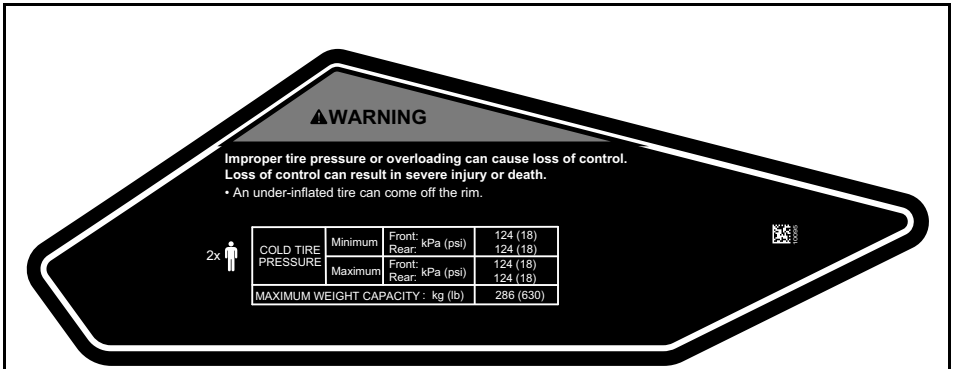 ⚠WARNING
Improper tire pressure or overloading can cause loss of control.
Loss of control can result in severe injury or death.
• An under-inflated tire can come off the rim.
2x
COLD TIRE PRESSURE Minimum Front: Rear: kPa (psi) 124 (18) 124 (18)
Maximum Front: Rear: kPa (psi) 124 (18) 124 (18)
MAXIMUM WEIGHT CAPACITY : kg (lb) 286 (630)